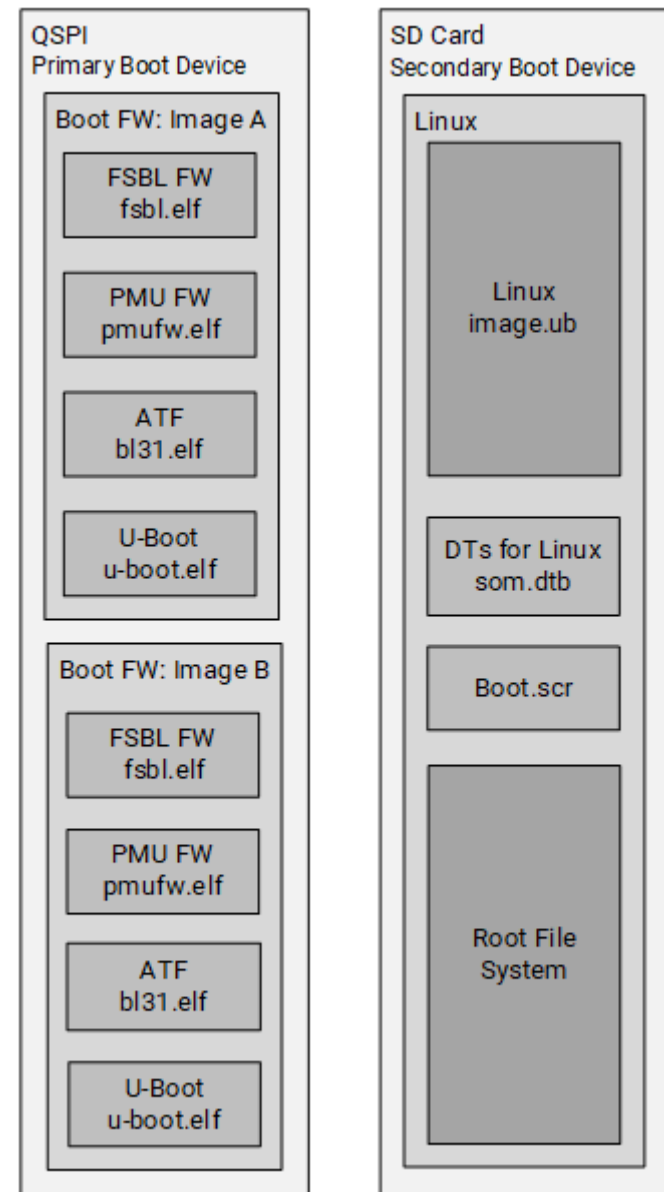 QSPI
Primary Boot Device
Boot FW: Image A
FSBL FW
fsbl.elf
PMU FW
pmufw.elf
ATF
bl31.elf
U-Boot
u-boot.elf
Boot FW: Image B
FSBL FW
fsbl.elf
PMU FW
pmufw.elf
ATF
bl31.elf
U-Boot
u-boot.elf
SD Card
Secondary Boot Device
Linux
Linux
image.ub
DTs for Linux
som.dtb
Boot.scr
Root File
System